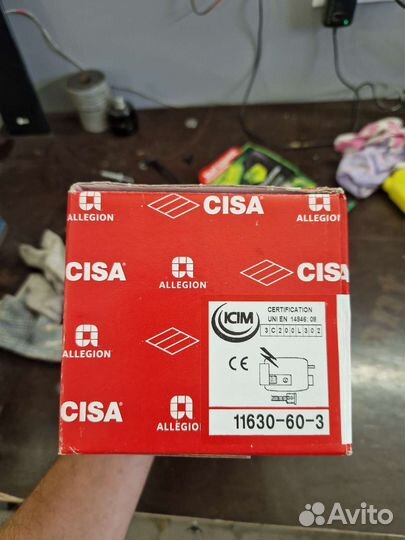 ALLEGION
CISA
ALLEGION
CISA
ALLEGION
CISA
ALLEGION
CISA
ALLEGION
ICIM
CERTIFICATION
UNI EN 14846:08
3C200L302
CE
11630-60-3
Avito